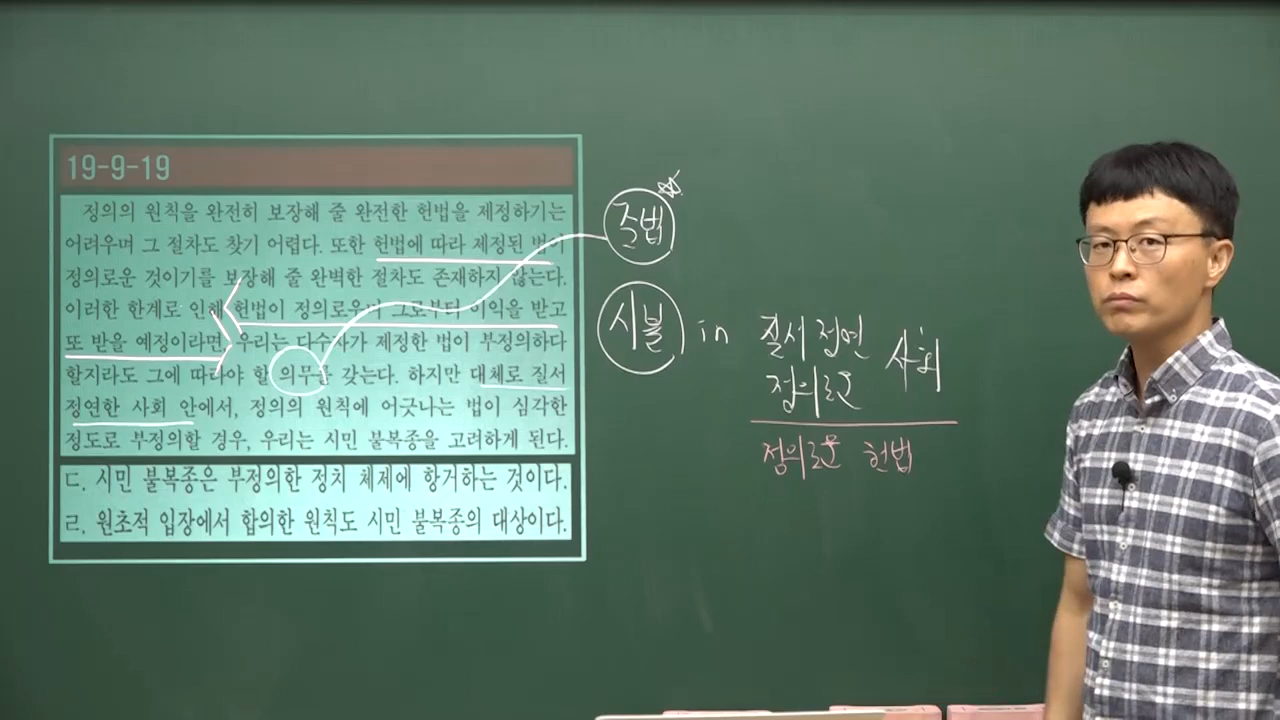 19-9-19
정의의 원칙을 완전히 보장해 줄 완전한 헌법을 제정하기는
어려우며 그 절차도 찾기 어렵다. 또한 헌법에 따라 제정된 법
정의로운 것이기를 보장해 줄 완벽한 절차도 존재하지 않는다.
이러한 한계로 인해 헌법이 정의로우며 그로부터 이익을 받고
또 받을 예정이라면 우리는 다수자가 제정한 법이 부정의하다
할지라도 그에 따라야 할 의무를 갖는다. 하지만 대체로 질서
정연한 사회 안에서, 정의의 원칙에 어긋나는 법이 심각한
정도로 부정의할 경우, 우리는 시민 불복종을 고려하게 된다.
ㄷ. 시민 불복종은 부정의한 정치 체제에 항거하는 것이다.
ㄹ. 원초적 입장에서 합의한 원칙도 시민 불복종의 대상이다.
준법
시불 in 질서정연 사회
정의로운
정의로운 헌법